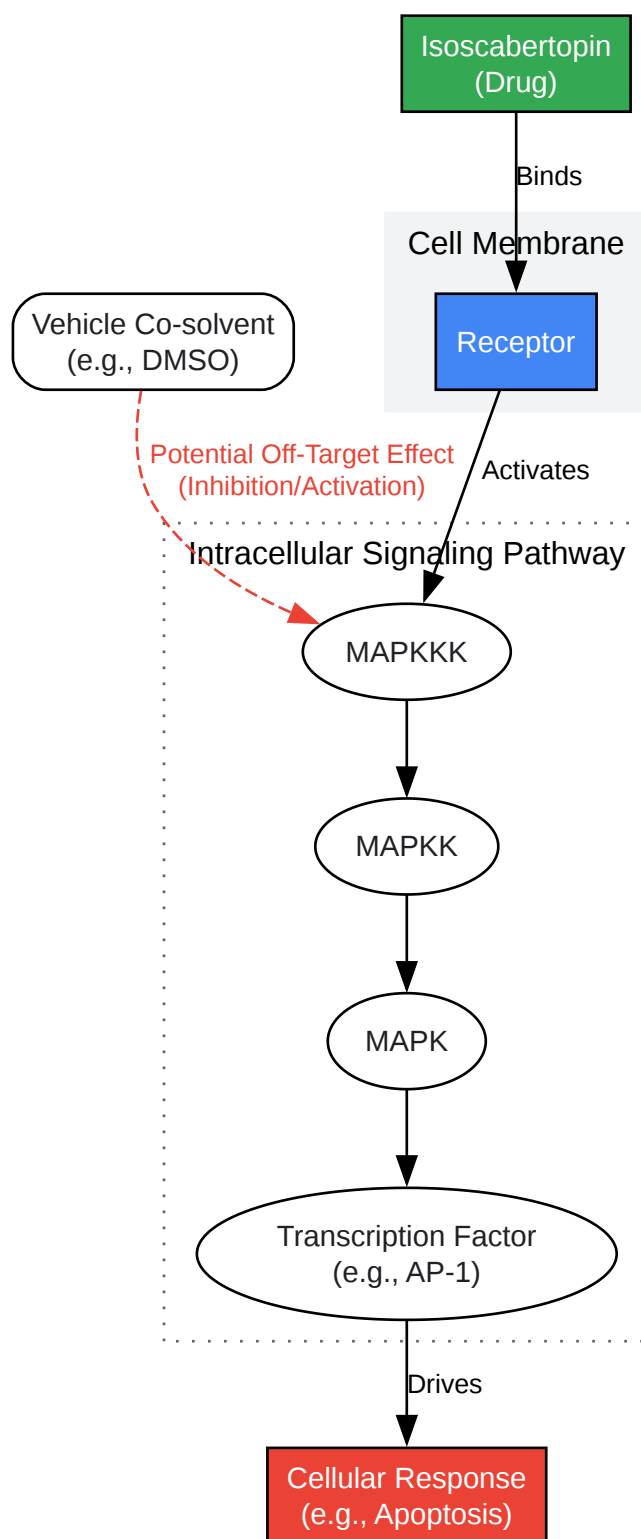 Isoscabertopin
(Drug)
Binds
Cell Membrane
Vehicle Co-solvent
(e.g., DMSO)
Receptor
Potential Off-Target Effect
(Inhibition/Activation)
Activates
Intracellular Signaling Pathway
MAPKKK
MAPKK
MAPK
Transcription Factor
(e.g., AP-1)
Drives
Cellular Response
(e.g., Apoptosis)